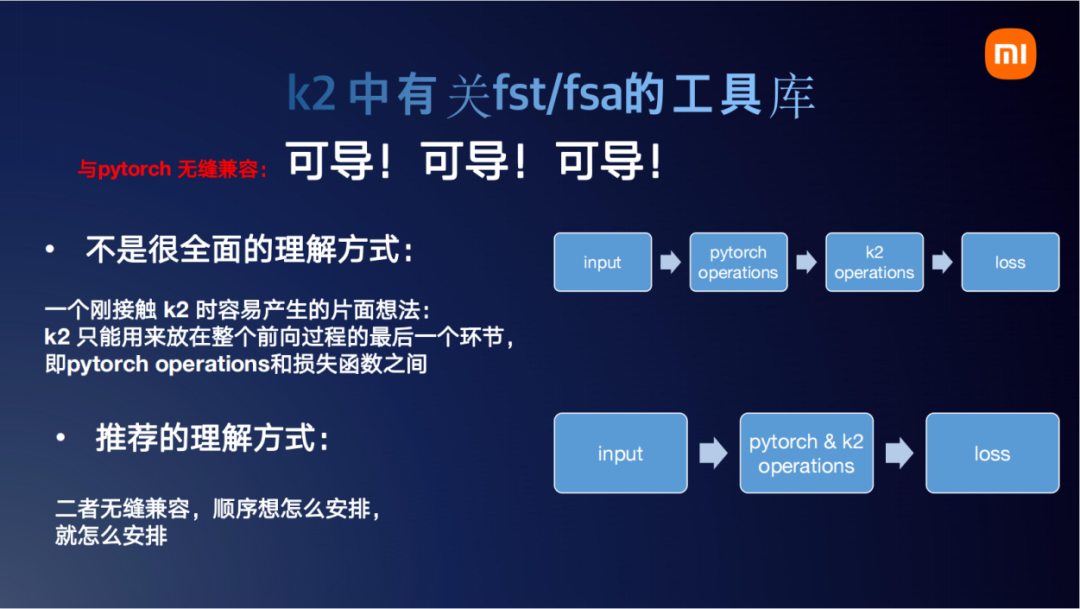 mi
k2 中有关fst/fsa的工具库
与pytorch 无缝兼容： 可导！可导！可导！
• 不是很全面的理解方式：
一个刚接触 k2 时容易产生的片面想法：
k2 只能用来放在整个前向过程的最后一个环节，
即pytorch operations和损失函数之间
input
pytorch
operations
k2
operations
loss
• 推荐的理解方式：
二者无缝兼容，顺序想怎么安排，
就怎么安排
input
pytorch & k2
operations
loss